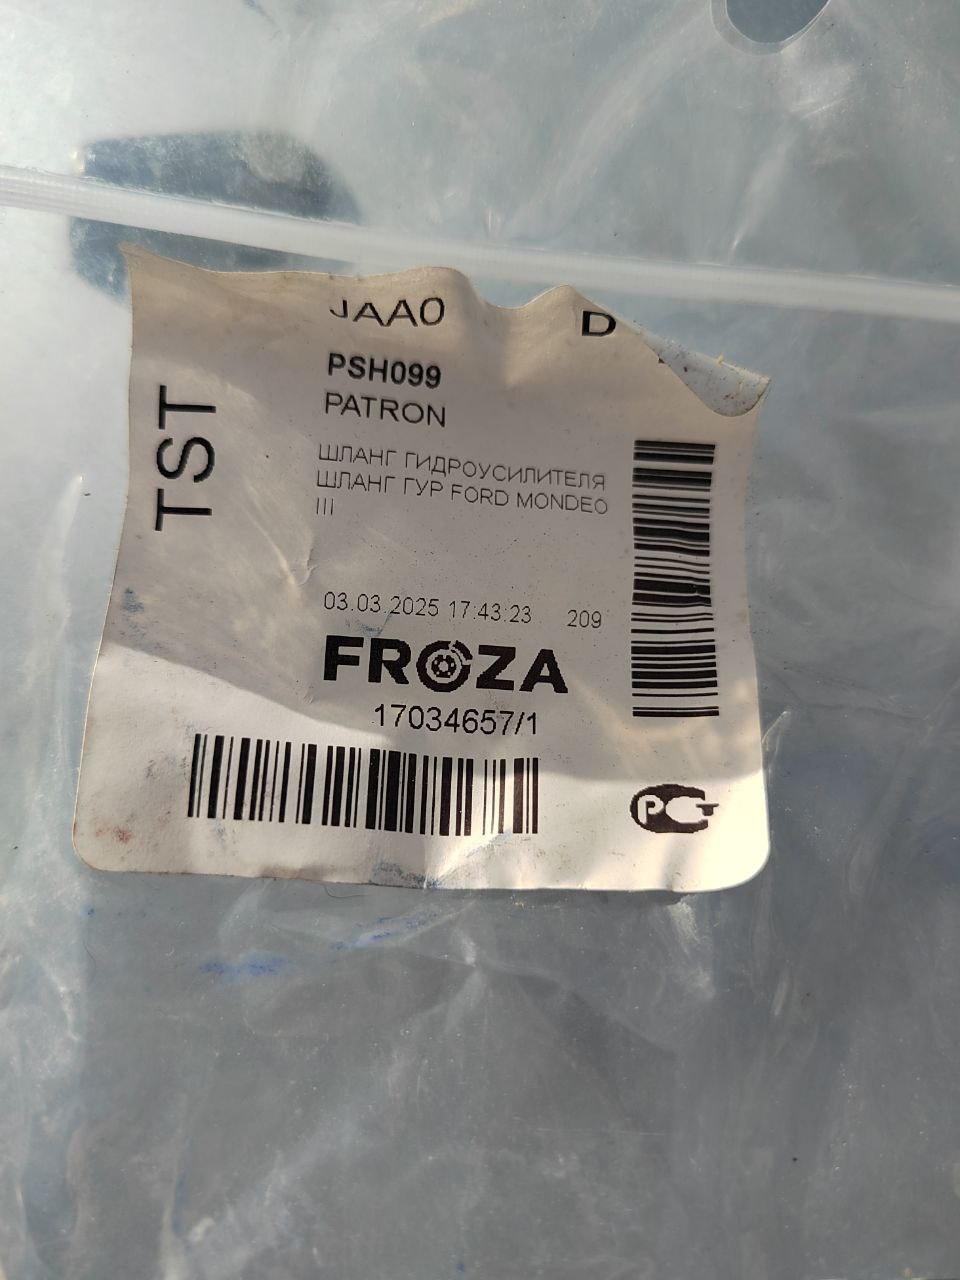 JAA0 D
PSH099
PATRON
TST
ШЛАНГ ГИДРОУСИЛИТЕЛЯ
ШЛАНГ ГУР FORD MONDEO
III
03.03.2025 17:43:23 209
FROZA
17034657/1
РСТ